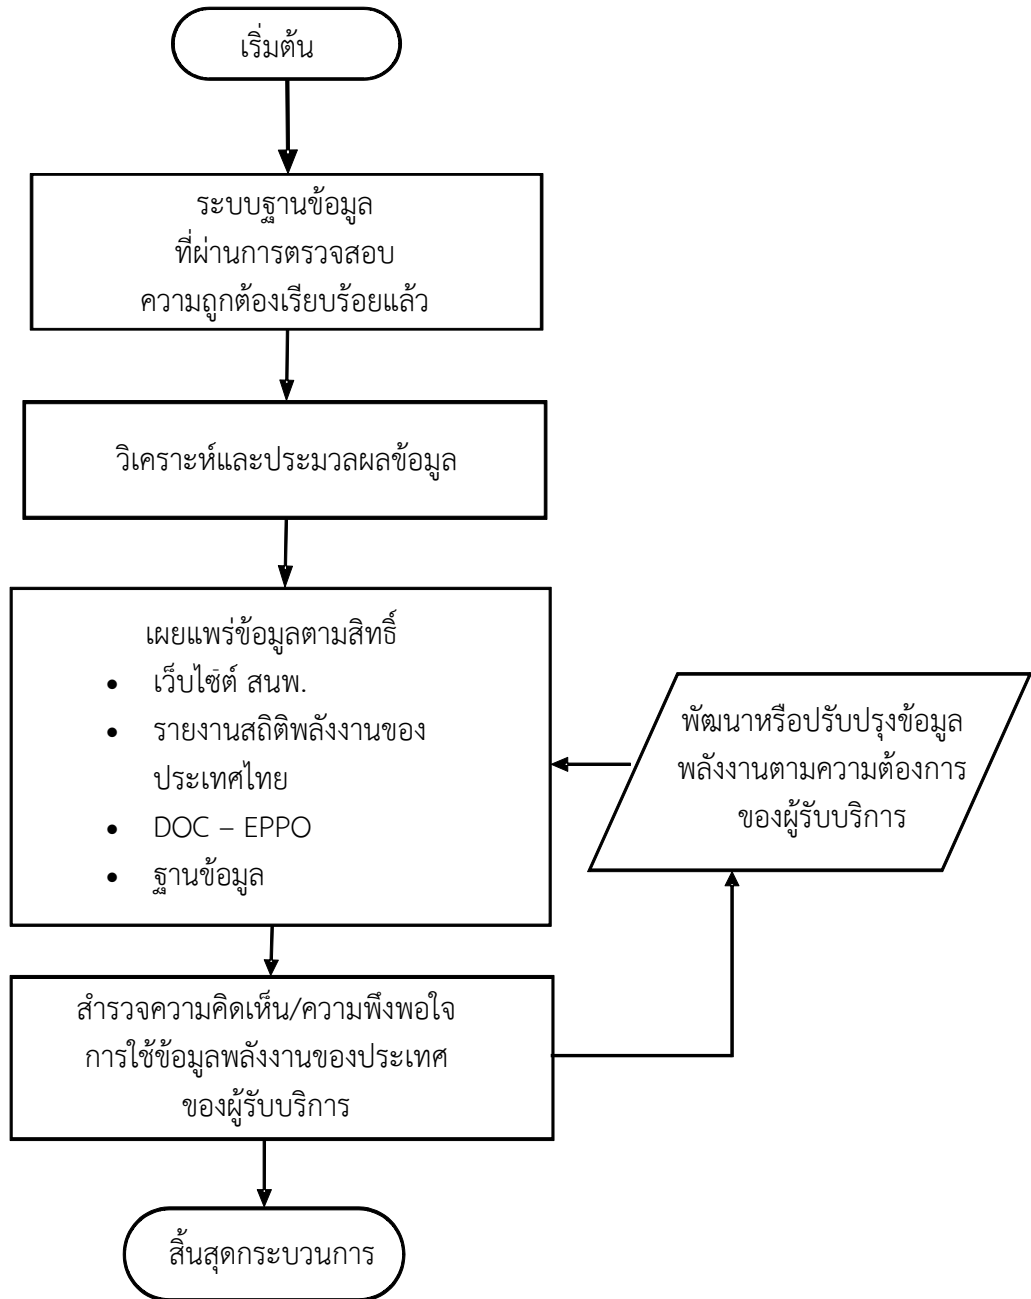 เริ่มต้น
ระบบฐานข้อมูล
ที่ผ่านการตรวจสอบ
ความถูกต้องเรียบร้อยแล้ว
วิเคราะห์และประมวลผลข้อมูล
เผยแพร่ข้อมูลตามสิทธิ์
• เว็บไซต์ สนพ.
• รายงานสถิติพลังงานของ
ประเทศไทย
• DOC – EPPO
• ฐานข้อมูล
พัฒนาหรือปรับปรุงข้อมูล
พลังงานตามความต้องการ
ของผู้รับบริการ
สำรวจความคิดเห็น/ความพึงพอใจ
การใช้ข้อมูลพลังงานของประเทศ
ของผู้รับบริการ
สิ้นสุดกระบวนการ